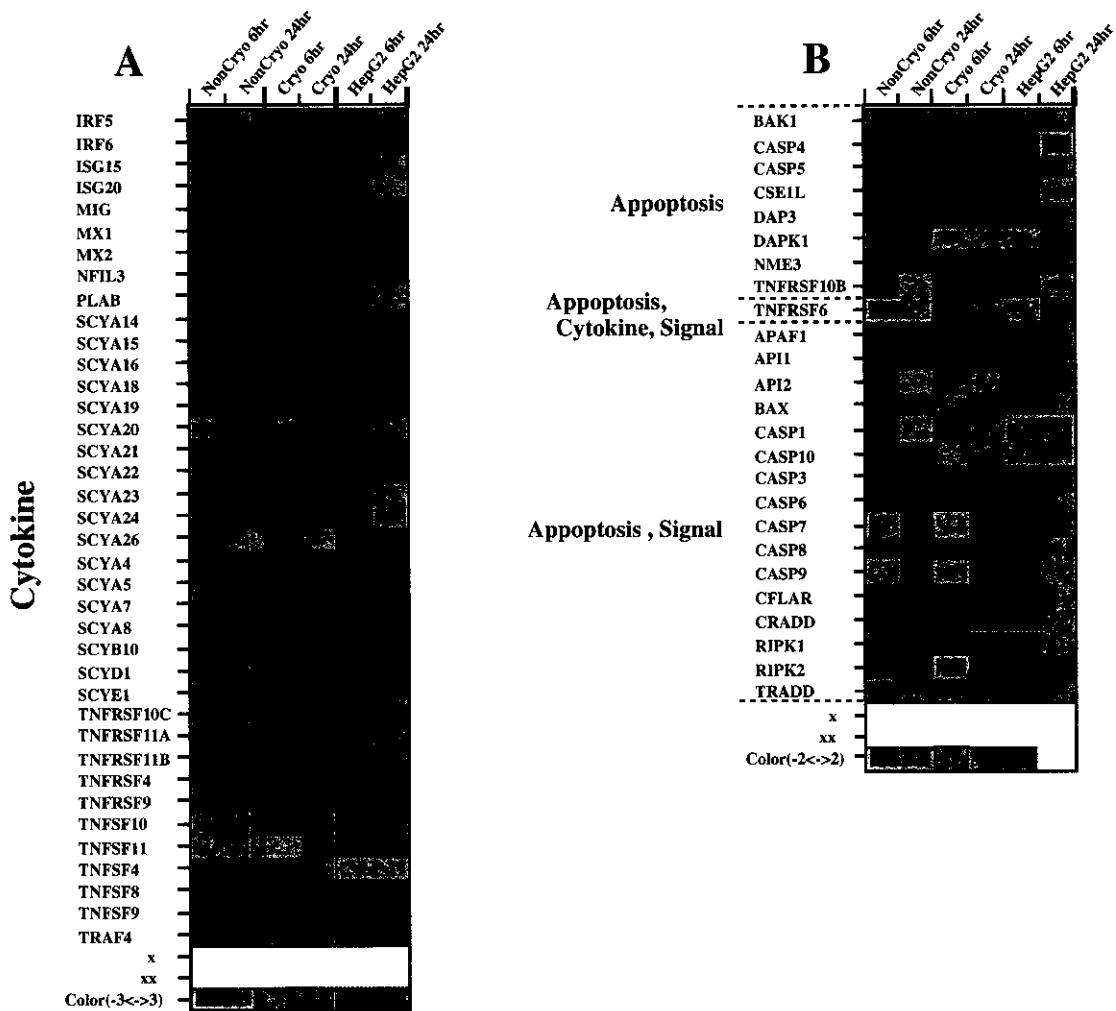 A
NonCryo 6hr
NonCryo 24hr
Cryo 6hr
Cryo 24hr
HepG2 6hr
HepG2 24hr
Cytokine
IRF5
IRF6
ISG15
ISG20
MIG
MX1
MX2
NFIL3
PLAB
SCYA14
SCYA15
SCYA16
SCYA18
SCYA19
SCYA20
SCYA21
SCYA22
SCYA23
SCYA24
SCYA26
SCYA4
SCYA5
SCYA7
SCYA8
SCYB10
SCYD1
SCYE1
TNFRSF10C
TNFRSF11A
TNFRSF11B
TNFRSF4
TNFRSF9
TNFSF10
TNFSF11
TNFSF4
TNFSF8
TNFSF9
TRAF4
x
xx
Color(-3<->3)
B
NonCryo 6hr
NonCryo 24hr
Cryo 6hr
Cryo 24hr
HepG2 6hr
HepG2 24hr
Appoptosis
BAK1
CASP4
CASP5
CSE1L
DAP3
DAPK1
NME3
TNFRSF10B
Appoptosis,
Cytokine, Signal
TNFRSF6
Appoptosis , Signal
APAF1
API1
API2
BAX
CASP1
CASP10
CASP3
CASP6
CASP7
CASP8
CASP9
CFLAR
CRADD
RIPK1
RIPK2
TRADD
x
xx
Color(-2<->2)